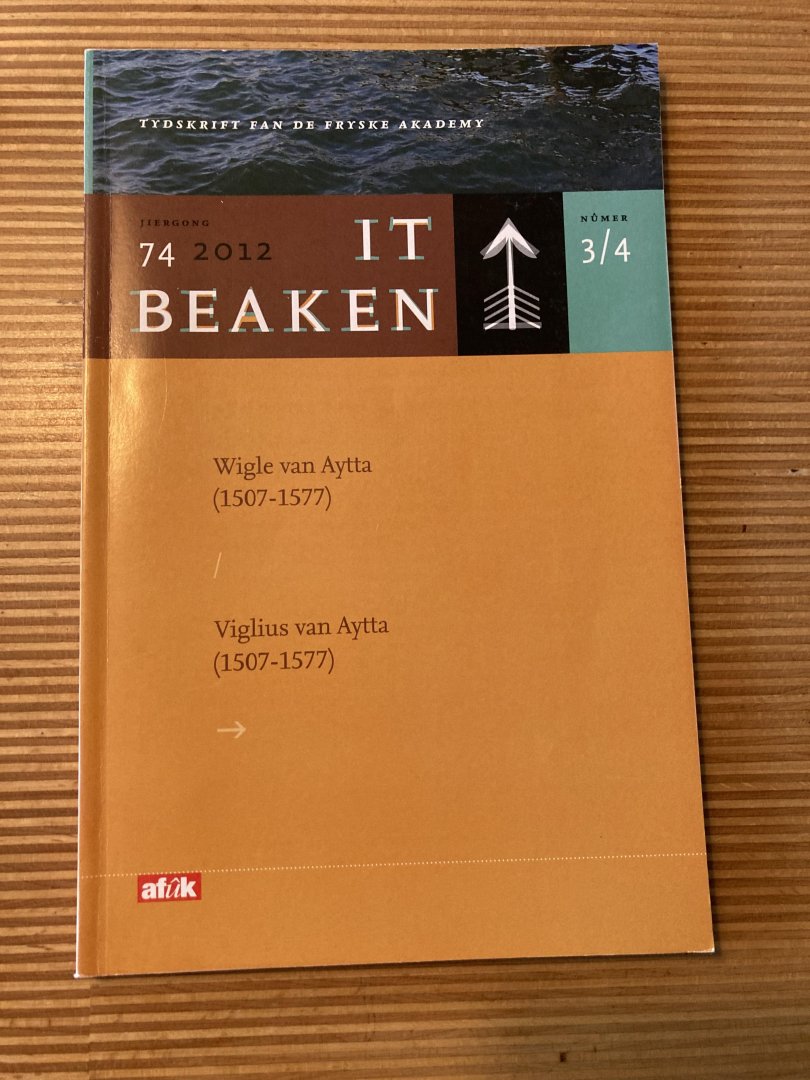 TYDSKRIFT FAN DE FRYSKE AKADEMY
JIERGONG
74 2012
IT
BEAKEN
NÛMER
3/4
Wigle van Aytta
(1507-1577)
/
Viglius van Aytta
(1507-1577)
→
afûk